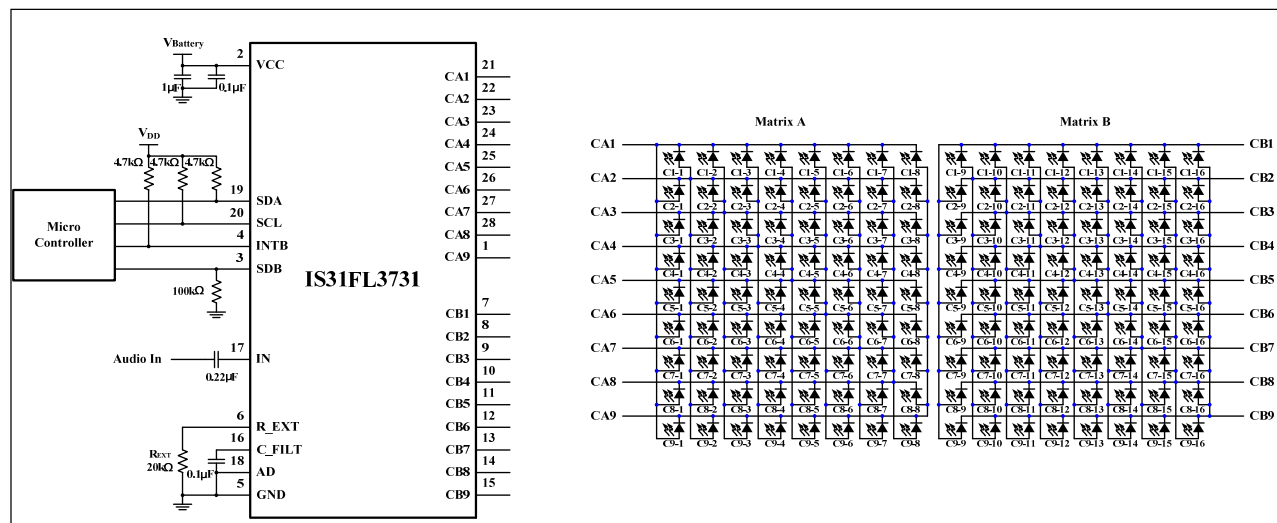 VBattery
2
VCC
1μF
0.1μF
VDD
4.7kΩ 4.7kΩ 4.7kΩ
Micro
Controller
19
SDA
20
SCL
4
INTB
3
SDB
100kΩ
Audio In
17
IN
0.22μF
6
R_EXT
16
C_FILT
18
AD
5
GND
REXT
20kΩ
0.1μF
IS31FL3731
21
CA1
22
CA2
23
CA3
24
CA4
25
CA5
26
CA6
27
CA7
28
CA8
1
CA9
7
CB1
8
CB2
9
CB3
10
CB4
11
CB5
12
CB6
13
CB7
14
CB8
15
CB9
Matrix A
Matrix B
CA1
CB1
C1-1 C1-2 C1-3 C1-4 C1-5 C1-6 C1-7 C1-8 C1-9 C1-10 C1-11 C1-12 C1-13 C1-14 C1-15 C1-16
CA2
CB2
C2-1 C2-2 C2-3 C2-4 C2-5 C2-6 C2-7 C2-8 C2-9 C2-10 C2-11 C2-12 C2-13 C2-14 C2-15 C2-16
CA3
CB3
C3-1 C3-2 C3-3 C3-4 C3-5 C3-6 C3-7 C3-8 C3-9 C3-10 C3-11 C3-12 C3-13 C3-14 C3-15 C3-16
CA4
CB4
C4-1 C4-2 C4-3 C4-4 C4-5 C4-6 C4-7 C4-8 C4-9 C4-10 C4-11 C4-12 C4-13 C4-14 C4-15 C4-16
CA5
CB5
C5-1 C5-2 C5-3 C5-4 C5-5 C5-6 C5-7 C5-8 C5-9 C5-10 C5-11 C5-12 C5-13 C5-14 C5-15 C5-16
CA6
CB6
C6-1 C6-2 C6-3 C6-4 C6-5 C6-6 C6-7 C6-8 C6-9 C6-10 C6-11 C6-12 C6-13 C6-14 C6-15 C6-16
CA7
CB7
C7-1 C7-2 C7-3 C7-4 C7-5 C7-6 C7-7 C7-8 C7-9 C7-10 C7-11 C7-12 C7-13 C7-14 C7-15 C7-16
CA8
CB8
C8-1 C8-2 C8-3 C8-4 C8-5 C8-6 C8-7 C8-8 C8-9 C8-10 C8-11 C8-12 C8-13 C8-14 C8-15 C8-16
CA9
CB9
C9-1 C9-2 C9-3 C9-4 C9-5 C9-6 C9-7 C9-8 C9-9 C9-10 C9-11 C9-12 C9-13 C9-14 C9-15 C9-16